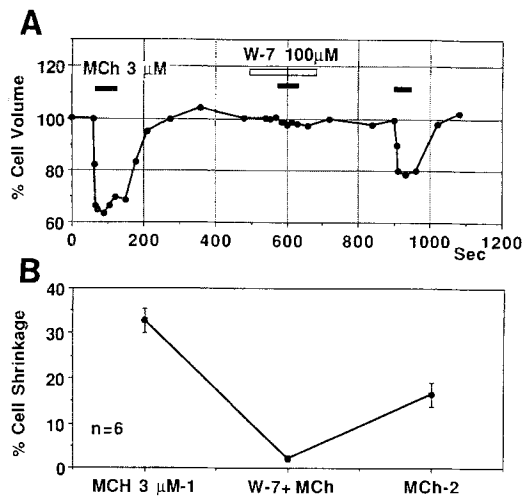 A
W-7 100μM
MCh 3 μM
120
100
80
60
% Cell Volume
0 200 400 600 800 1000 1200
Sec
B
40
30
20
10
0
% Cell Shrinkage
n=6
MCH 3 μM-1 W-7+ MCh MCh-2